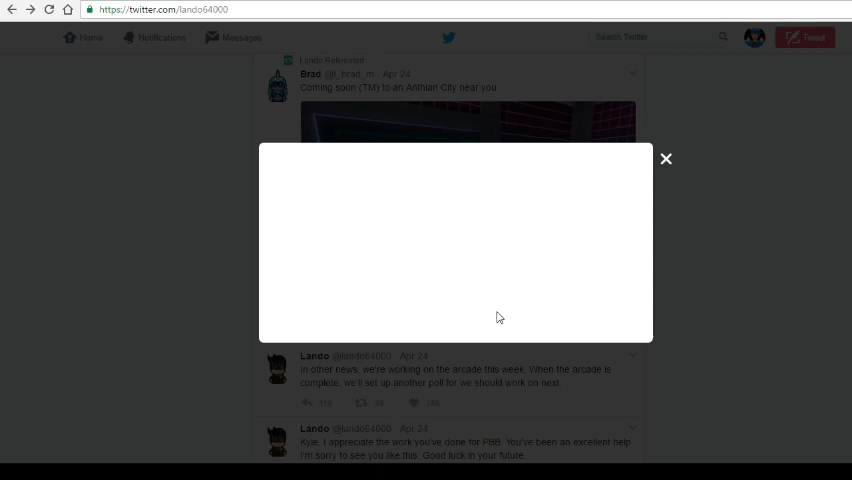 https://twitter.com/lando64000
Home Notifications Messages Search Twitter Tweet
Lando Retweeted
Brad @f_brad_m · Apr 24
Coming soon (TM) to an Anthian City near you
Lando @lando64000 · Apr 24
In other news, we're working on the arcade this week. When the arcade is
complete, we'll set up another poll for we should work on next.
Lando @lando64000 · Apr 24
Kyle, I appreciate the work you've done for PBB. You've been an excellent help
I'm sorry to see you like this. Good luck in your future.